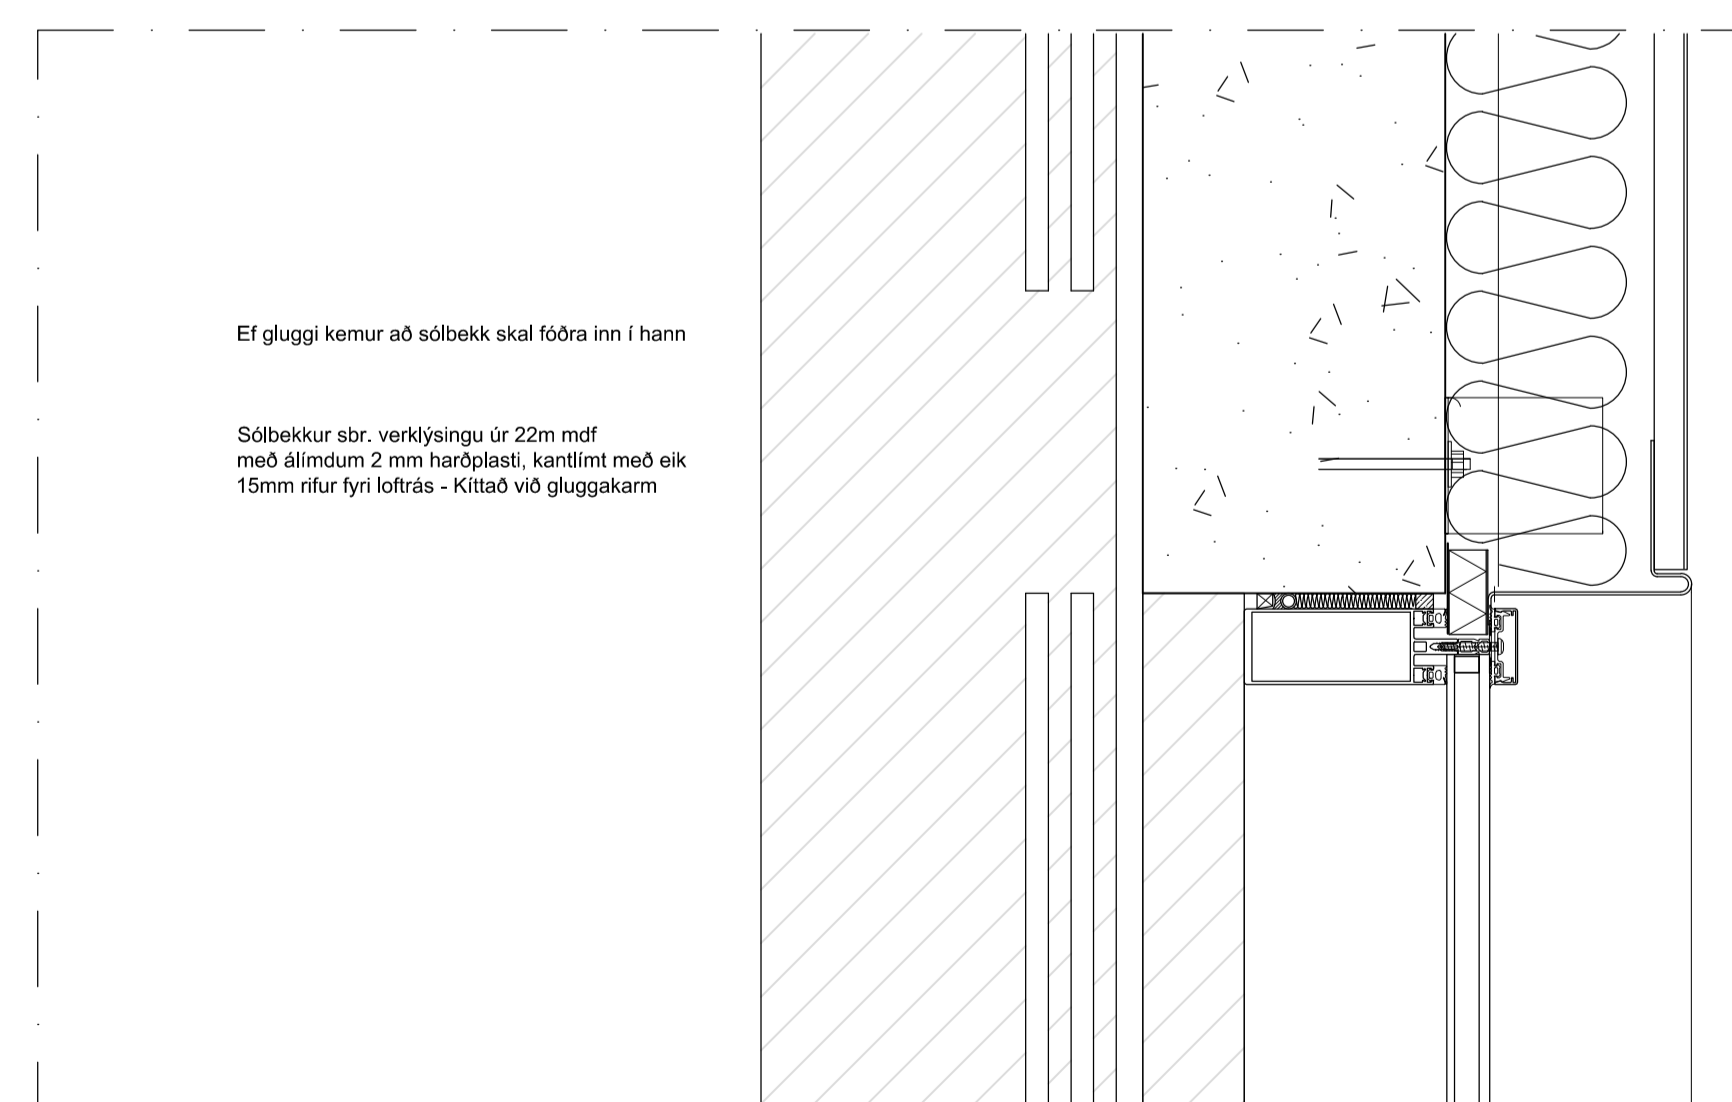 Ef gluggi kemur að sólbekk skal fóðra inn í hann
Sólbekkur sbr. verklýsingu úr 22m mdf
með álímdum 2 mm harðplasti, kantlímt með eik
15mm rifur fyri loftrás - Kíttað við gluggakarm